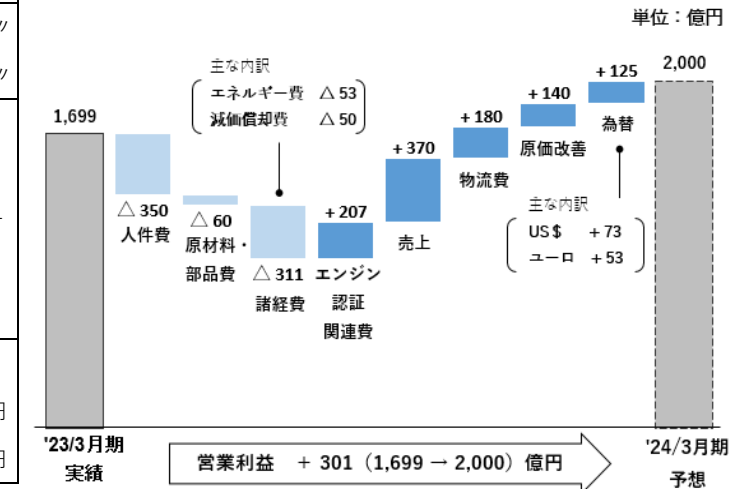 単位：億円
主な内訳
エネルギー費 △ 53
減価償却費 △ 50
1,699
△ 350
人件費
△ 60
原材料・
部品費
△ 311
諸経費
+ 207
エンジン
認証
関連費
+ 370
売上
+ 180
物流費
+ 140
原価改善
+ 125
為替
主な内訳
US $ + 73
ユーロ + 53
2,000
'23/3月期
実績
営業利益 + 301（1,699 → 2,000）億円
'24/3月期
予想
〃
〃
円
円